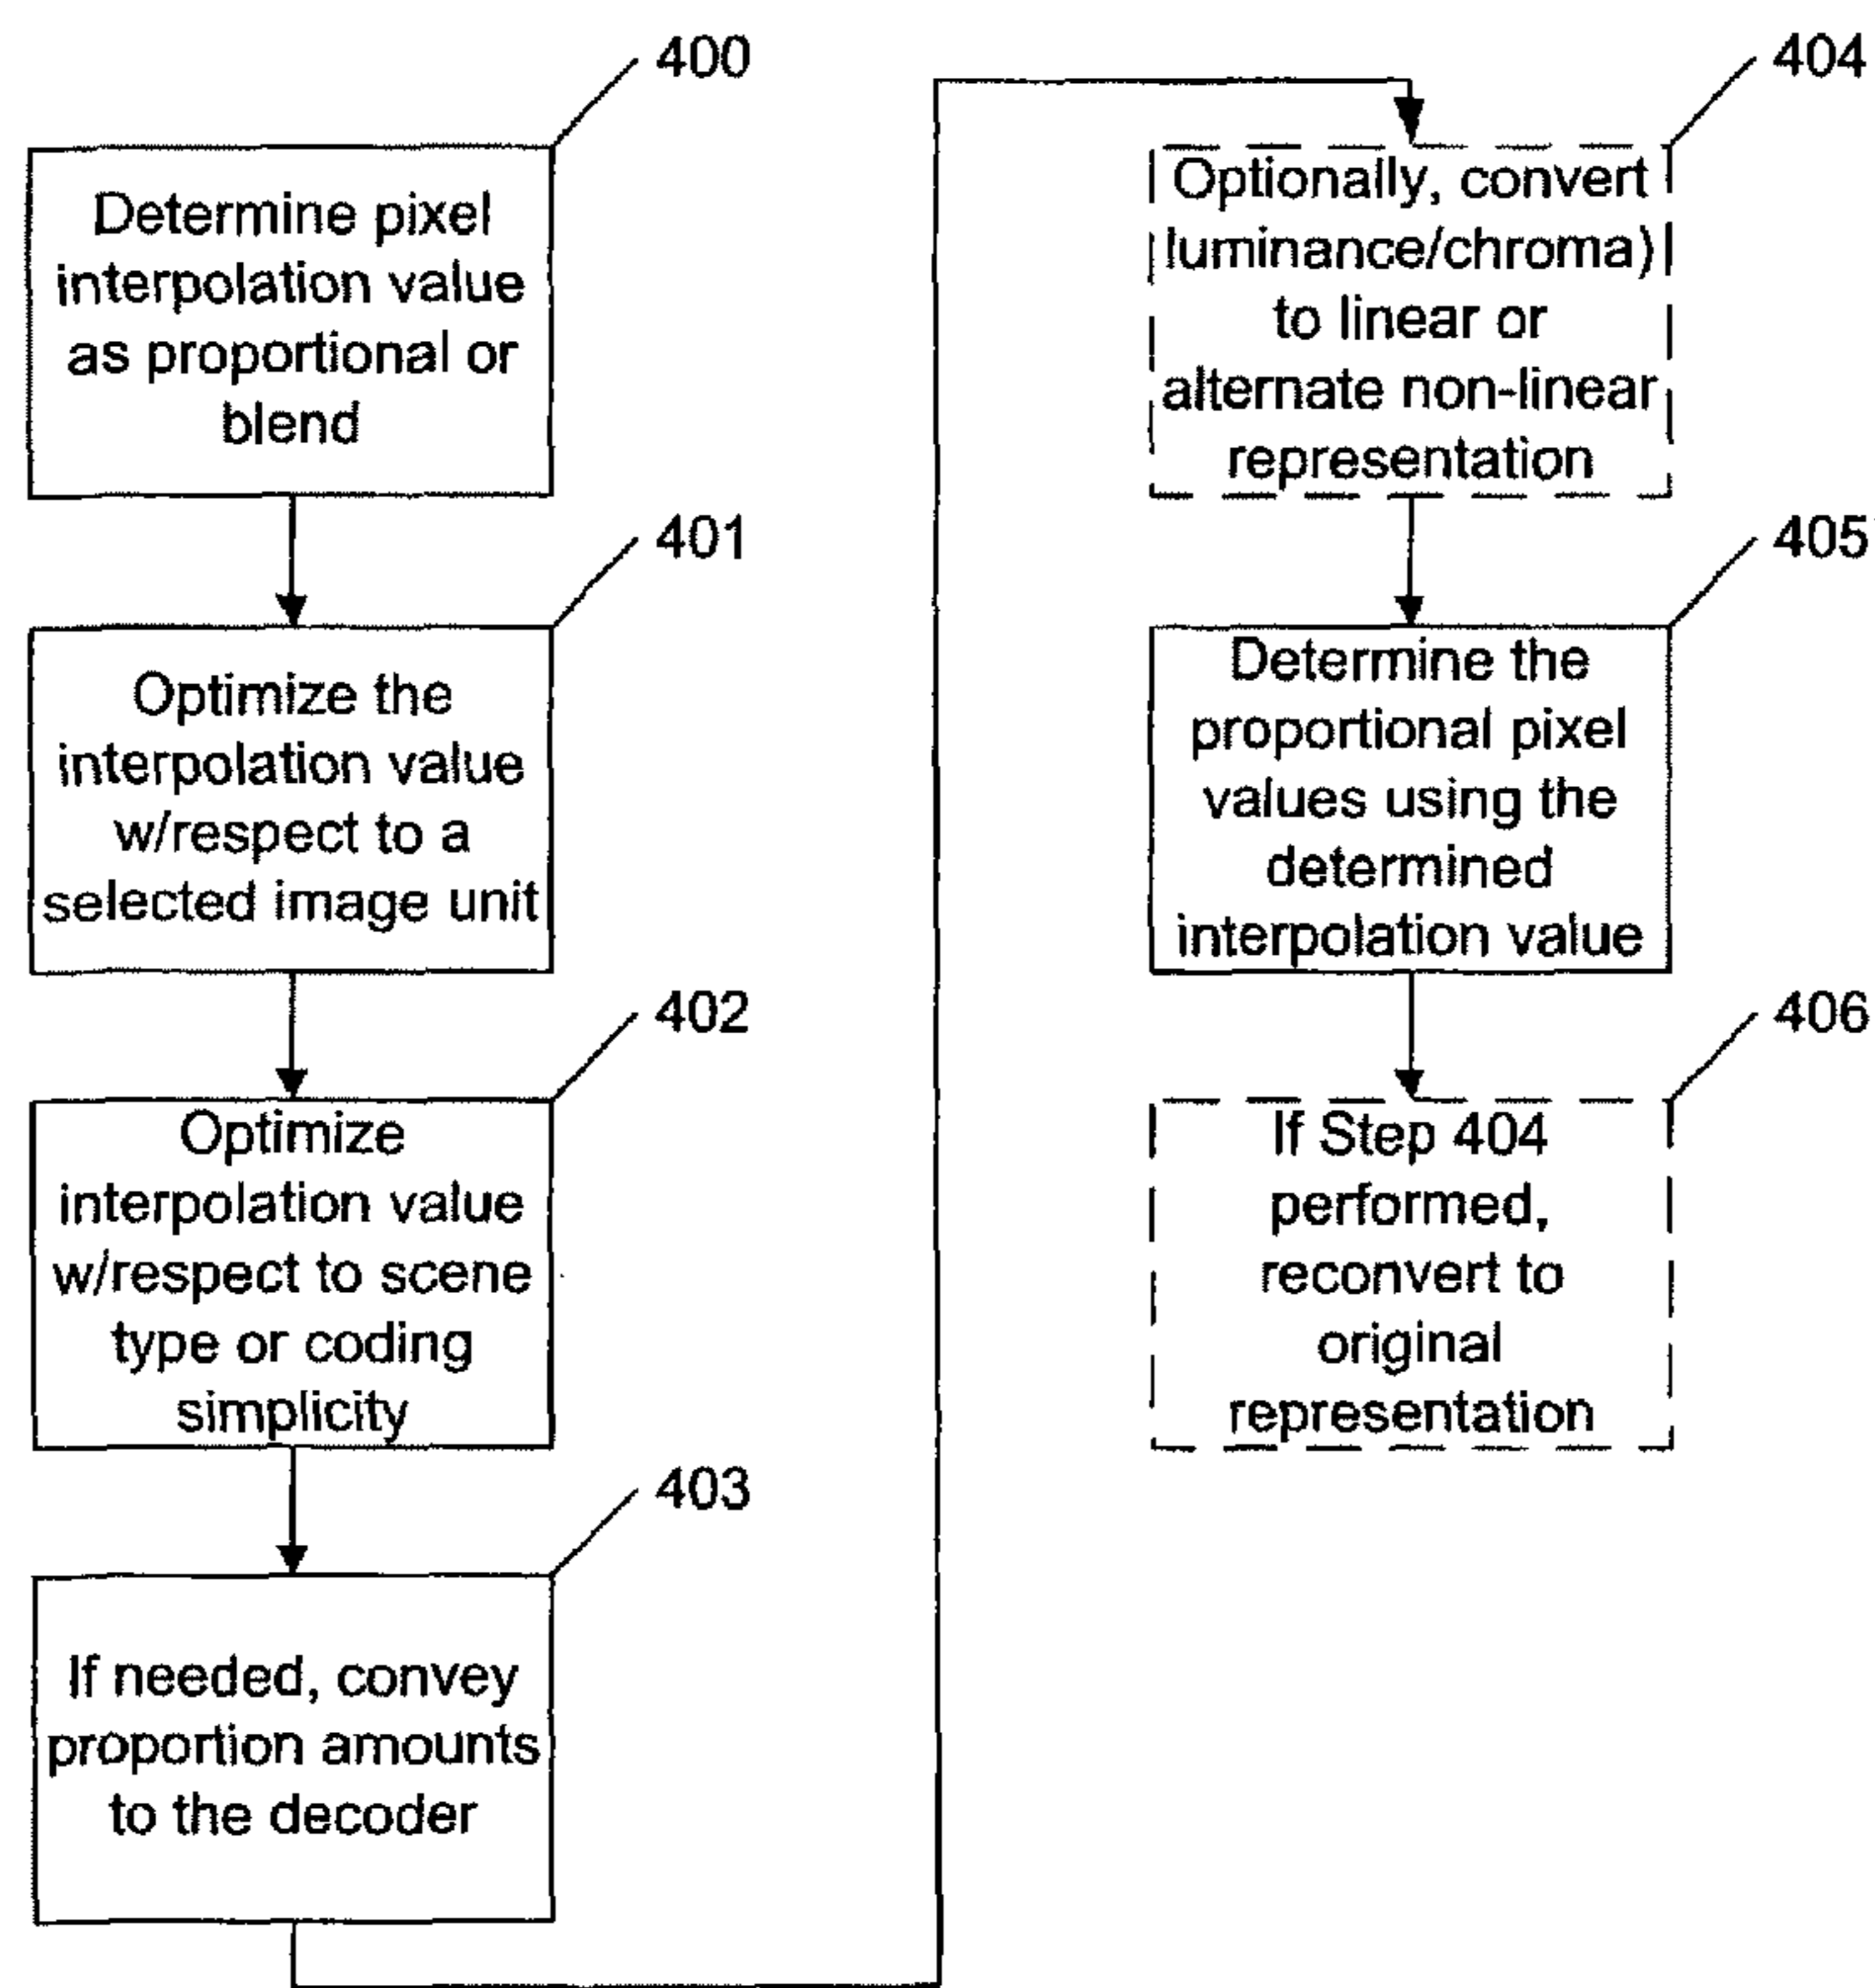 400
Determine pixel
interpolation value
as proportional or
blend
401
Optimize the
interpolation value
w/respect to a
selected image unit
402
Optimize
interpolation value
w/respect to scene
type or coding
simplicity
403
If needed, convey
proportion amounts
to the decoder
404
Optionally, convert
luminance/chroma)
to linear or
alternate non-linear
representation
405
Determine the
proportional pixel
values using the
determined
interpolation value
406
If Step 404
performed,
reconvert to
original
representation